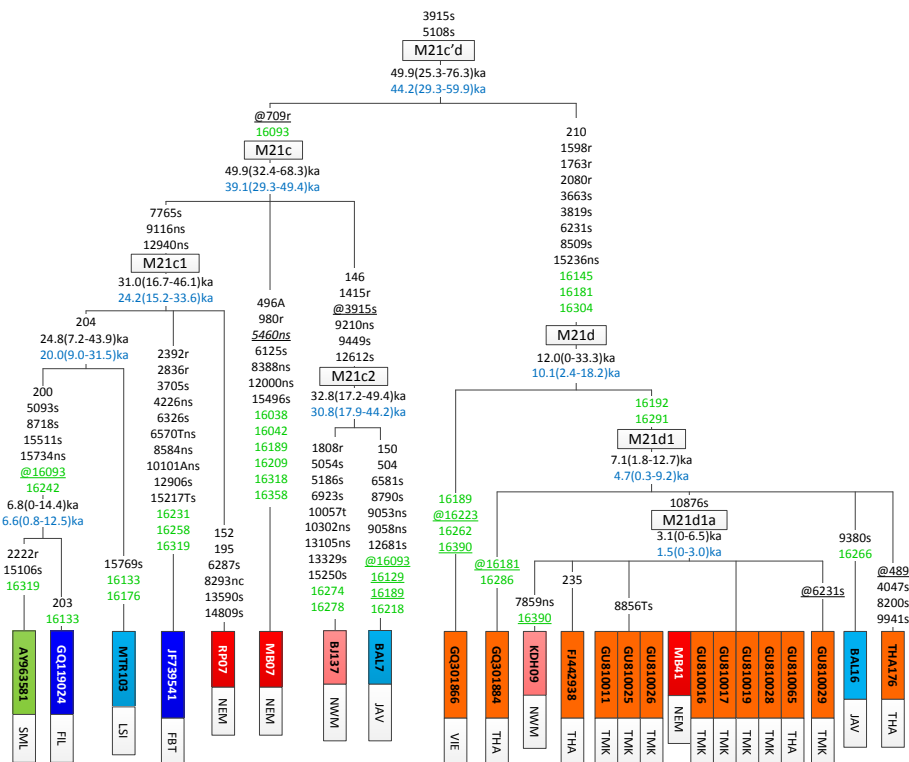 3915s
5108s
M21c'd
49.9(25.3-76.3)ka
44.2(29.3-59.9)ka
@709r
16093
M21c
49.9(32.4-68.3)ka
39.1(29.3-49.4)ka
7765s
9116ns
12940ns
M21c1
31.0(16.7-46.1)ka
24.2(15.2-33.6)ka
204
24.8(7.2-43.9)ka
20.0(9.0-31.5)ka
200
5093s
8718s
15511s
15734ns
@16093
16242
6.8(0-14.4)ka
6.6(0.8-12.5)ka
2222r
15106s
16319
AY963581
SML
203
16133
GQ119024
FIL
15769s
16133
16176
MTR103
LSI
2392r
2836r
3705s
4226ns
6326s
6570Tns
8584ns
10101Ans
12906s
15217Ts
16231
16258
16319
JF739541
FBT
152
195
6287s
8293nc
13590s
14809s
RP07
NEM
496A
980r
5460ns
6125s
8388ns
12000ns
15496s
16038
16042
16189
16209
16318
16358
MB07
NEM
146
1415r
@3915s
9210ns
9449s
12612s
M21c2
32.8(17.2-49.4)ka
30.8(17.9-44.2)ka
1808r
5054s
5186s
6923s
10057t
10302ns
13105ns
13329s
15250s
16274
16278
BJ137
NWM
150
504
6581s
8790s
9053ns
9058ns
12681s
@16093
16129
16189
16218
BAL7
JAV
210
1598r
1763r
2080r
3663s
3819s
6231s
8509s
15236ns
16145
16181
16304
M21d
12.0(0-33.3)ka
10.1(2.4-18.2)ka
16189
@16223
16262
16390
GQ301866
VIE
16192
16291
M21d1
7.1(1.8-12.7)ka
4.7(0.3-9.2)ka
@16181
16286
GQ301884
THA
10876s
M21d1a
3.1(0-6.5)ka
1.5(0-3.0)ka
7859ns
16390
KDH09
NWM
235
FJ442938
THA
GU810011
TMK
8856Ts
GU810025
TMK
GU810026
TMK
MB41
NEM
GU810016
TMK
GU810017
TMK
GU810019
TMK
GU810028
TMK
GU810065
THA
@6231s
GU810029
TMK
9380s
16266
BAL16
JAV
@489
4047s
8200s
9941s
THA176
THA